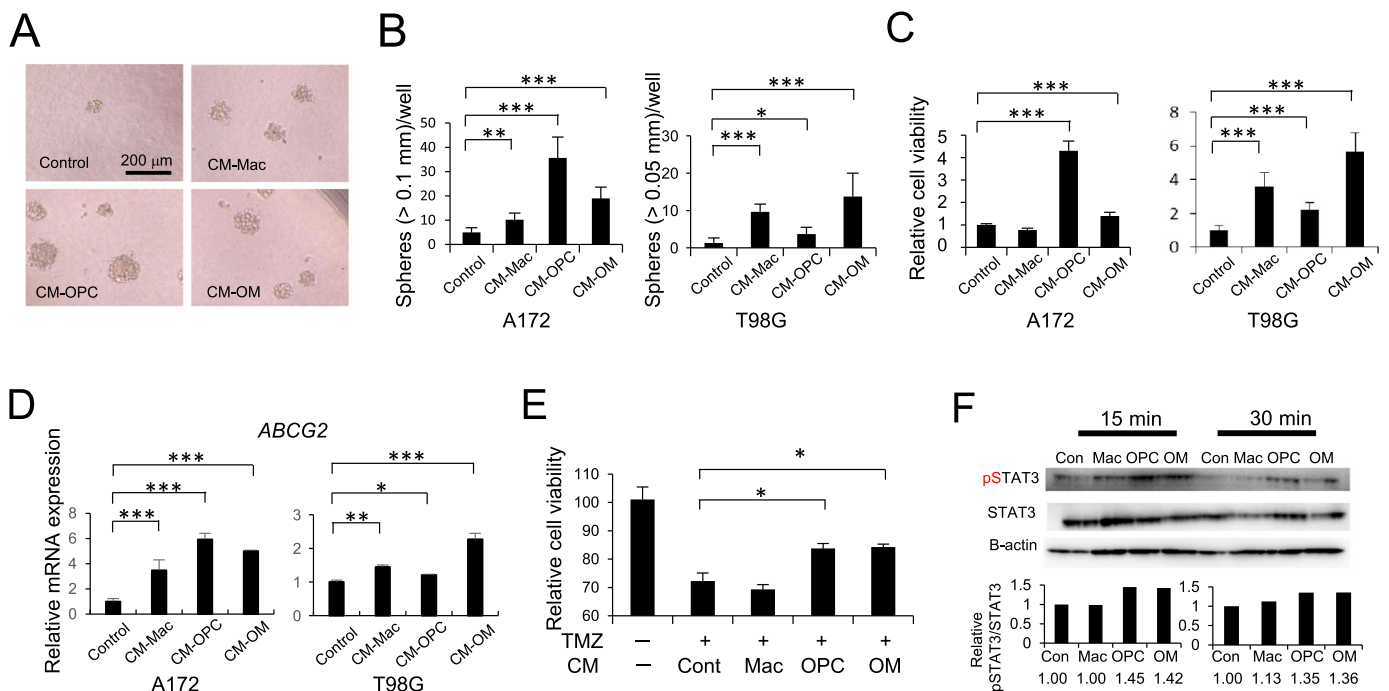 A
Control
200 μm
CM-Mac
CM-OPC
CM-OM
B
Spheres (> 0.1 mm)/well
50
40
30
20
10
0
***
***
**
Control
CM-Mac
CM-OPC
CM-OM
A172
Spheres (> 0.05 mm)/well
30
20
10
0
***
*
***
Control
CM-Mac
CM-OPC
CM-OM
T98G
C
Relative cell viability
6
5
4
3
2
1
0
***
***
Control
CM-Mac
CM-OPC
CM-OM
A172
8
6
4
2
0
***
***
***
Control
CM-Mac
CM-OPC
CM-OM
T98G
D
ABCG2
Relative mRNA expression
8
6
4
2
0
***
***
***
Control
CM-Mac
CM-OPC
CM-OM
A172
3
2
1
0
***
*
**
Control
CM-Mac
CM-OPC
CM-OM
T98G
E
Relative cell viability
110
100
90
80
70
60
*
*
TMZ – + + + +
CM – Cont Mac OPC OM
F
15 min 30 min
Con Mac OPC OM Con Mac OPC OM
pSTAT3
STAT3
B-actin
Relative
pSTAT3/STAT3
1.5
1
0.5
0
Con Mac OPC OM
1.00 1.00 1.45 1.42
1.5
1
0.5
0
Con Mac OPC OM
1.00 1.13 1.35 1.36